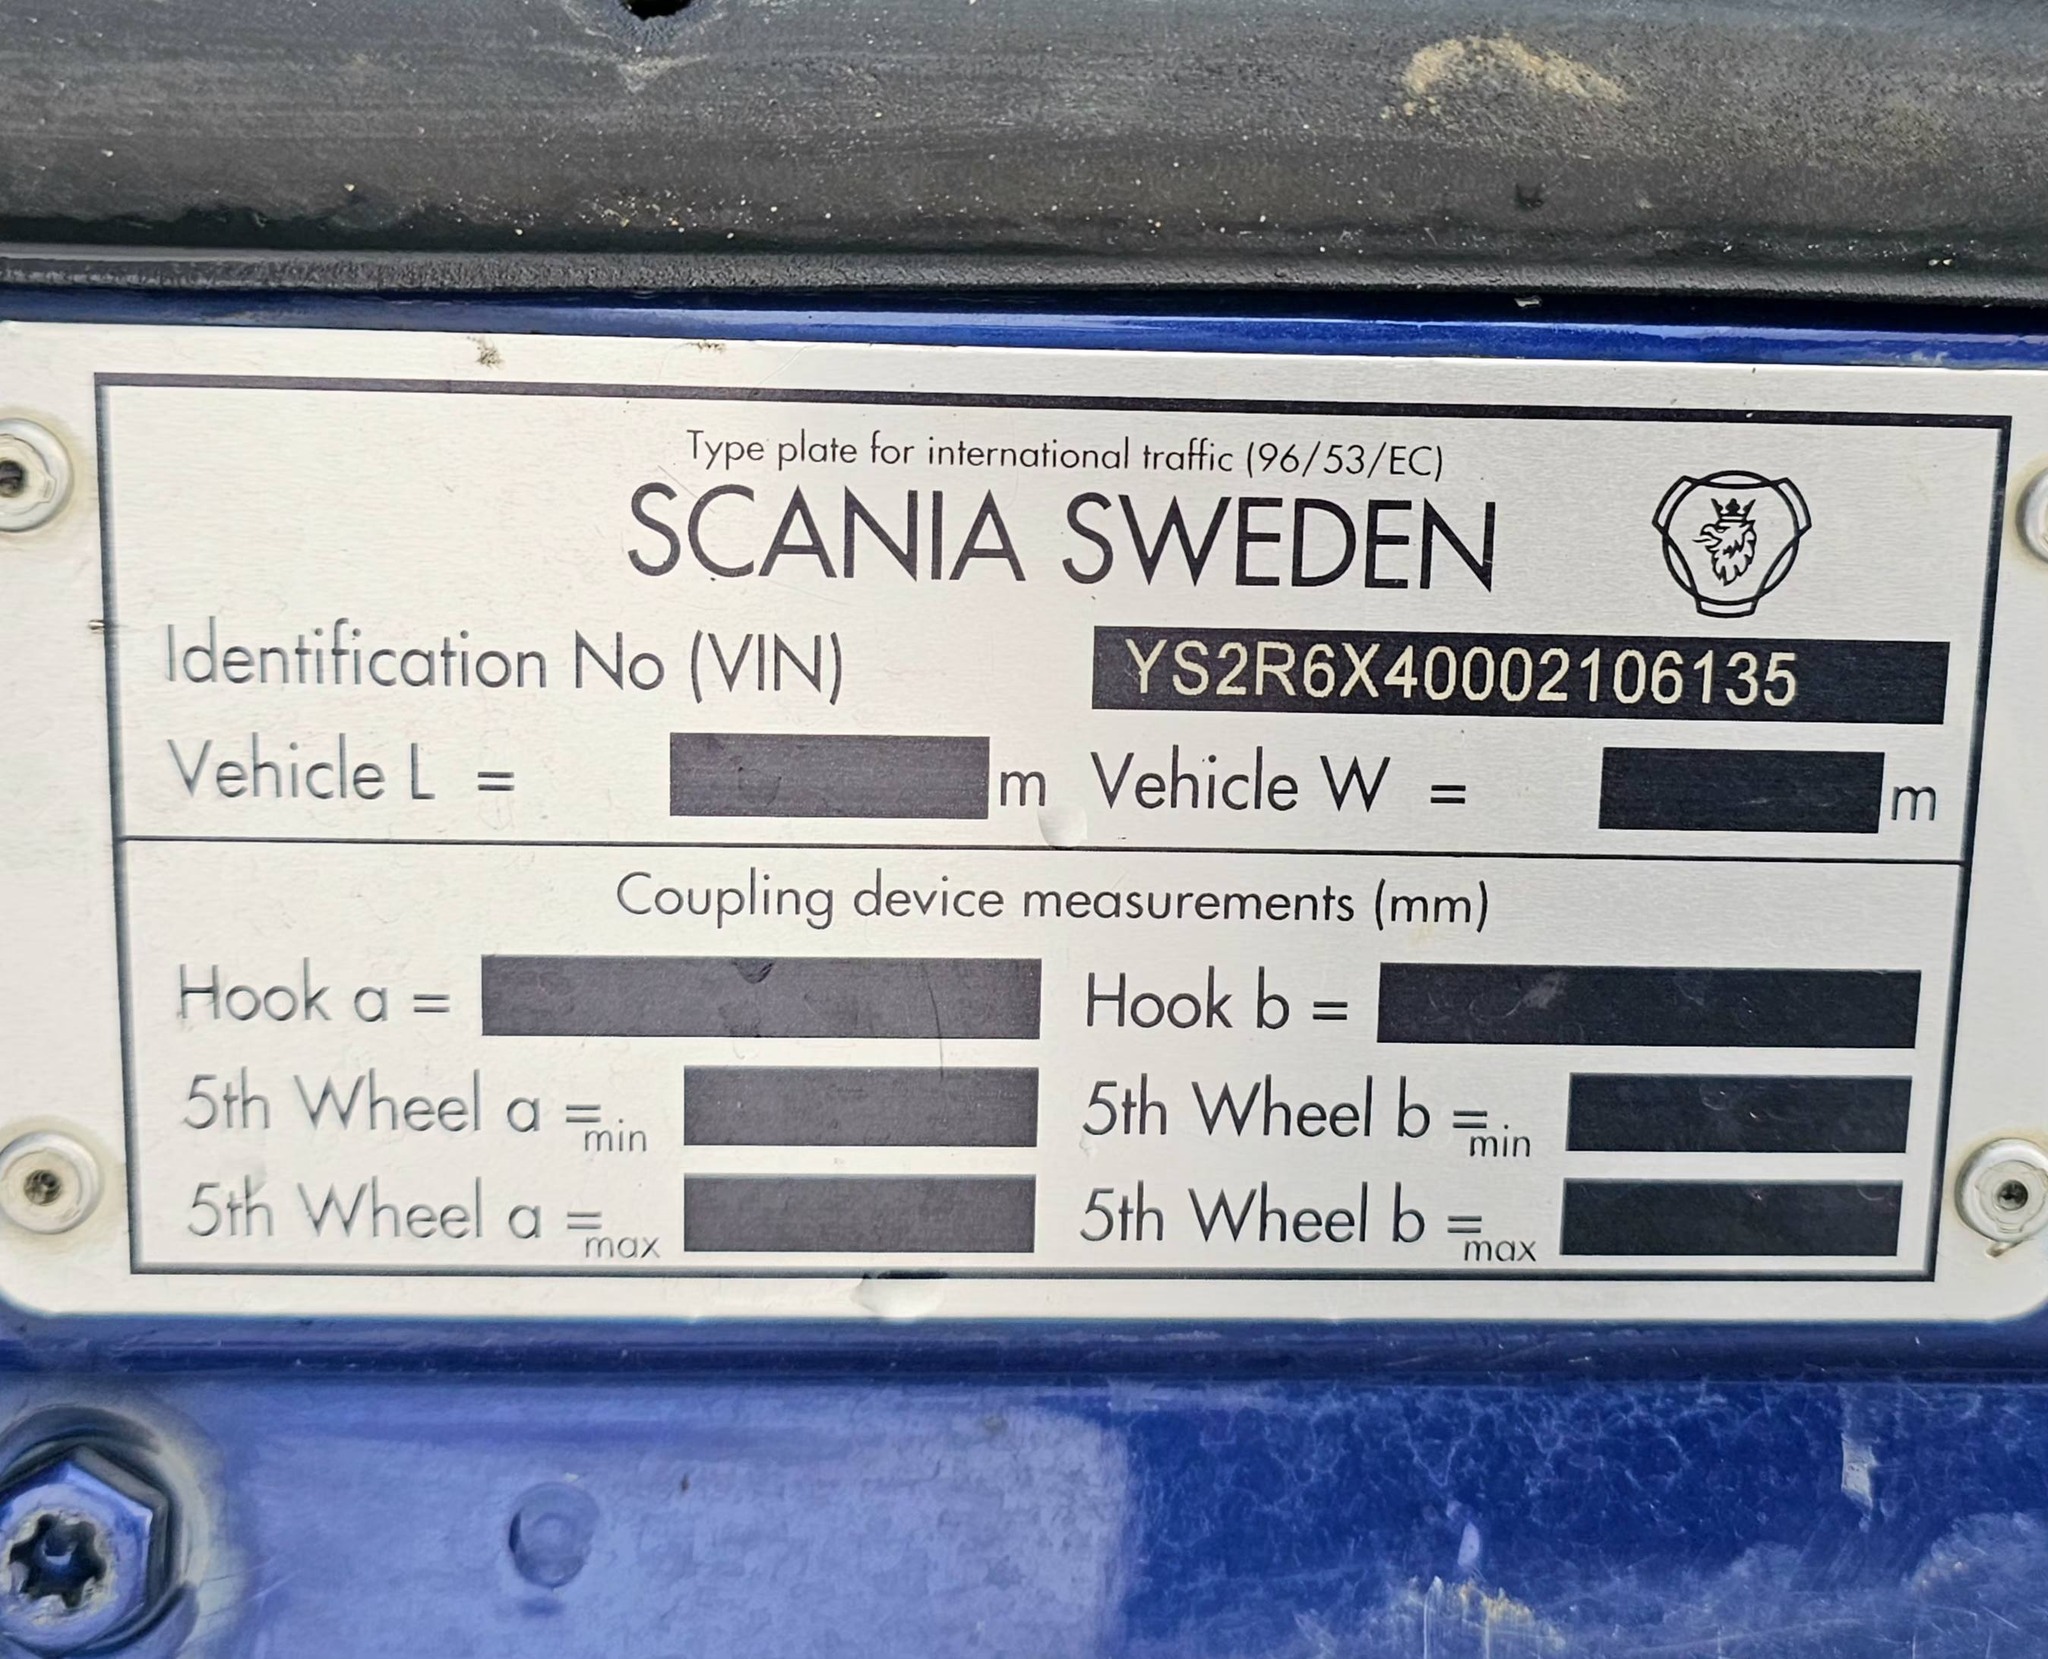 Type plate for international traffic (96/53/EC)
SCANIA SWEDEN
Identification No (VIN) YS2R6X40002106135
Vehicle L = m Vehicle W = m
Coupling device measurements (mm)
Hook a = Hook b =
5th Wheel a =min 5th Wheel b =min
5th Wheel a =max 5th Wheel b =max